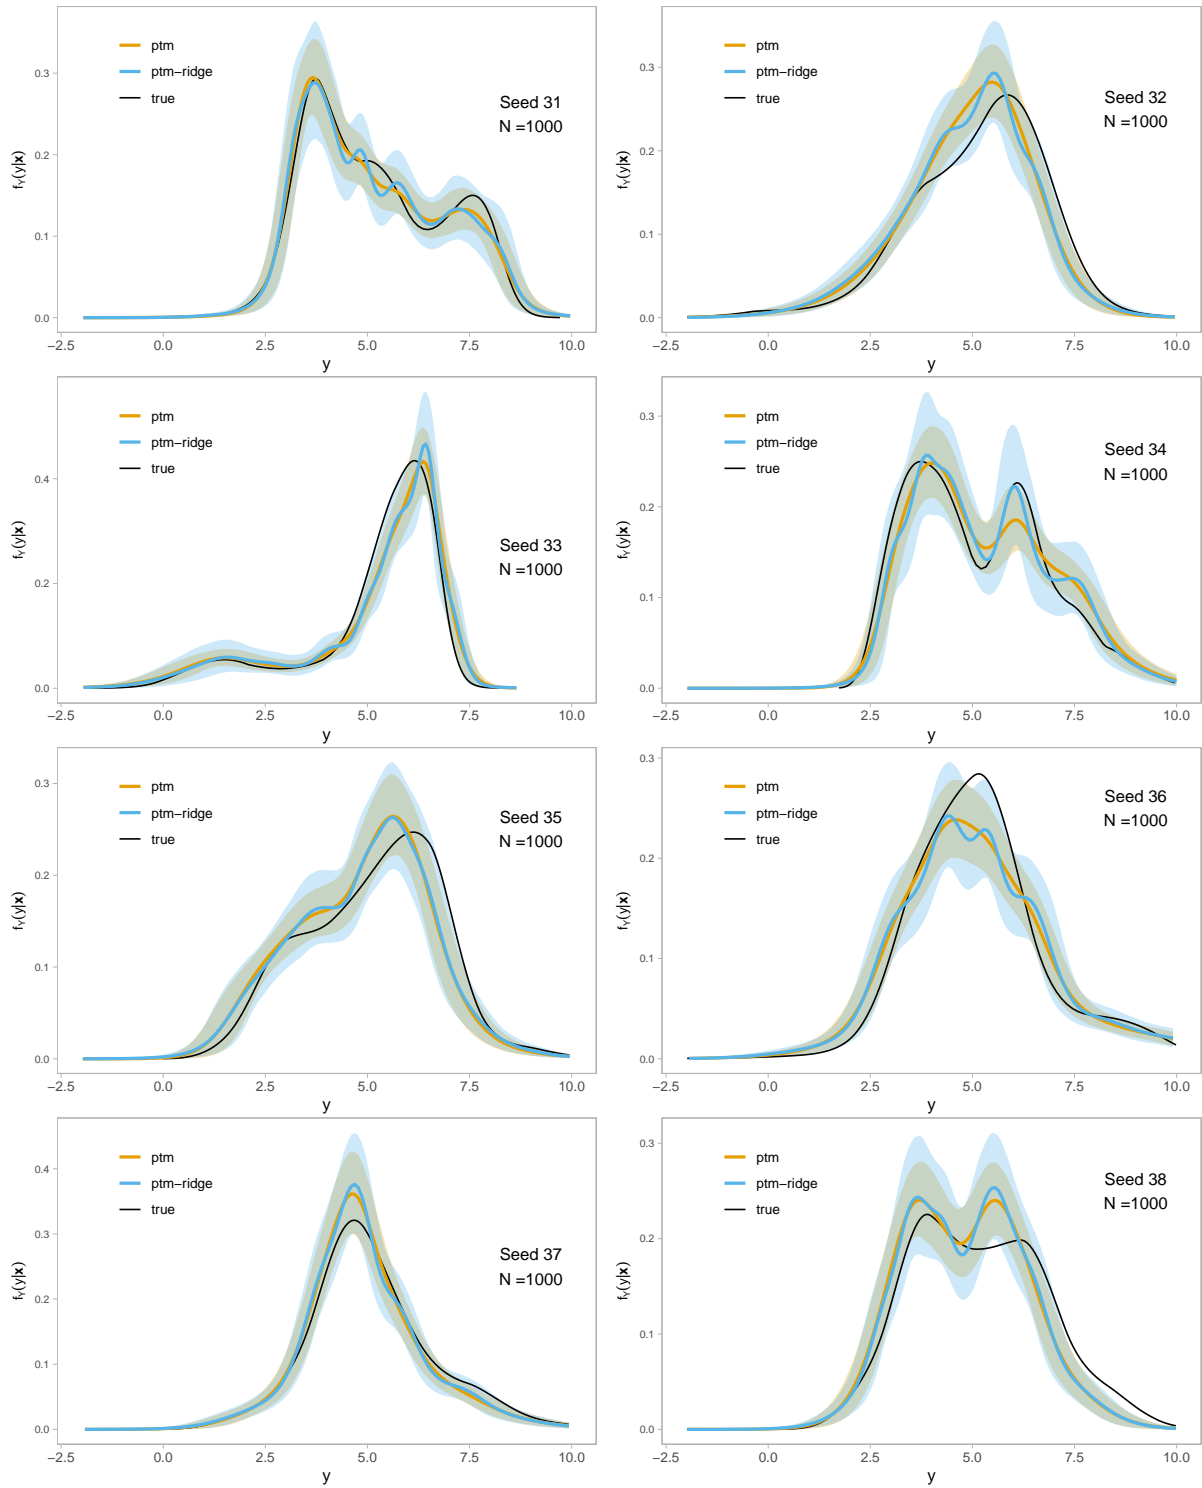 ptm
ptm−ridge
true
Seed 31
N =1000
fY(y|x)
0.3
0.2
0.1
0.0
−2.5 0.0 2.5 5.0 7.5 10.0
y
ptm
ptm−ridge
true
Seed 32
N =1000
fY(y|x)
0.3
0.2
0.1
0.0
−2.5 0.0 2.5 5.0 7.5 10.0
y
ptm
ptm−ridge
true
Seed 33
N =1000
fY(y|x)
0.4
0.2
0.0
−2.5 0.0 2.5 5.0 7.5 10.0
y
ptm
ptm−ridge
true
Seed 34
N =1000
fY(y|x)
0.3
0.2
0.1
0.0
−2.5 0.0 2.5 5.0 7.5 10.0
y
ptm
ptm−ridge
true
Seed 35
N =1000
fY(y|x)
0.3
0.2
0.1
0.0
−2.5 0.0 2.5 5.0 7.5 10.0
y
ptm
ptm−ridge
true
Seed 36
N =1000
fY(y|x)
0.3
0.2
0.1
0.0
−2.5 0.0 2.5 5.0 7.5 10.0
y
ptm
ptm−ridge
true
Seed 37
N =1000
fY(y|x)
0.4
0.3
0.2
0.1
0.0
−2.5 0.0 2.5 5.0 7.5 10.0
y
ptm
ptm−ridge
true
Seed 38
N =1000
fY(y|x)
0.3
0.2
0.1
0.0
−2.5 0.0 2.5 5.0 7.5 10.0
y